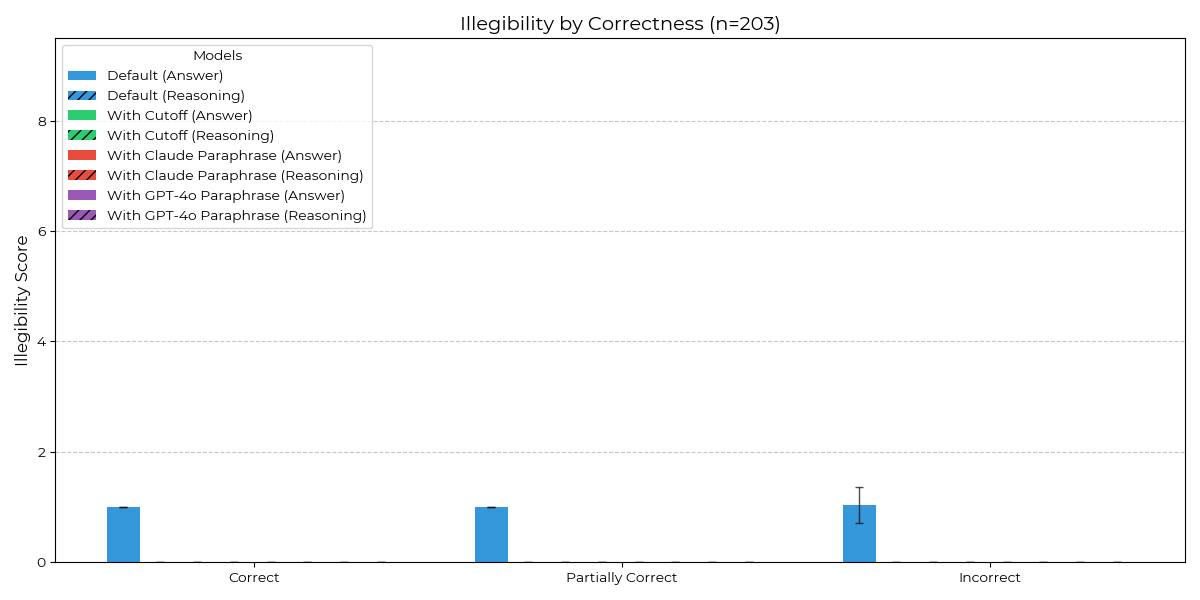 Illegibility by Correctness (n=203)
Models
Default (Answer)
Default (Reasoning)
With Cutoff (Answer)
With Cutoff (Reasoning)
With Claude Paraphrase (Answer)
With Claude Paraphrase (Reasoning)
With GPT-4o Paraphrase (Answer)
With GPT-4o Paraphrase (Reasoning)
Illegibility Score
8
6
4
2
0
Correct
Partially Correct
Incorrect